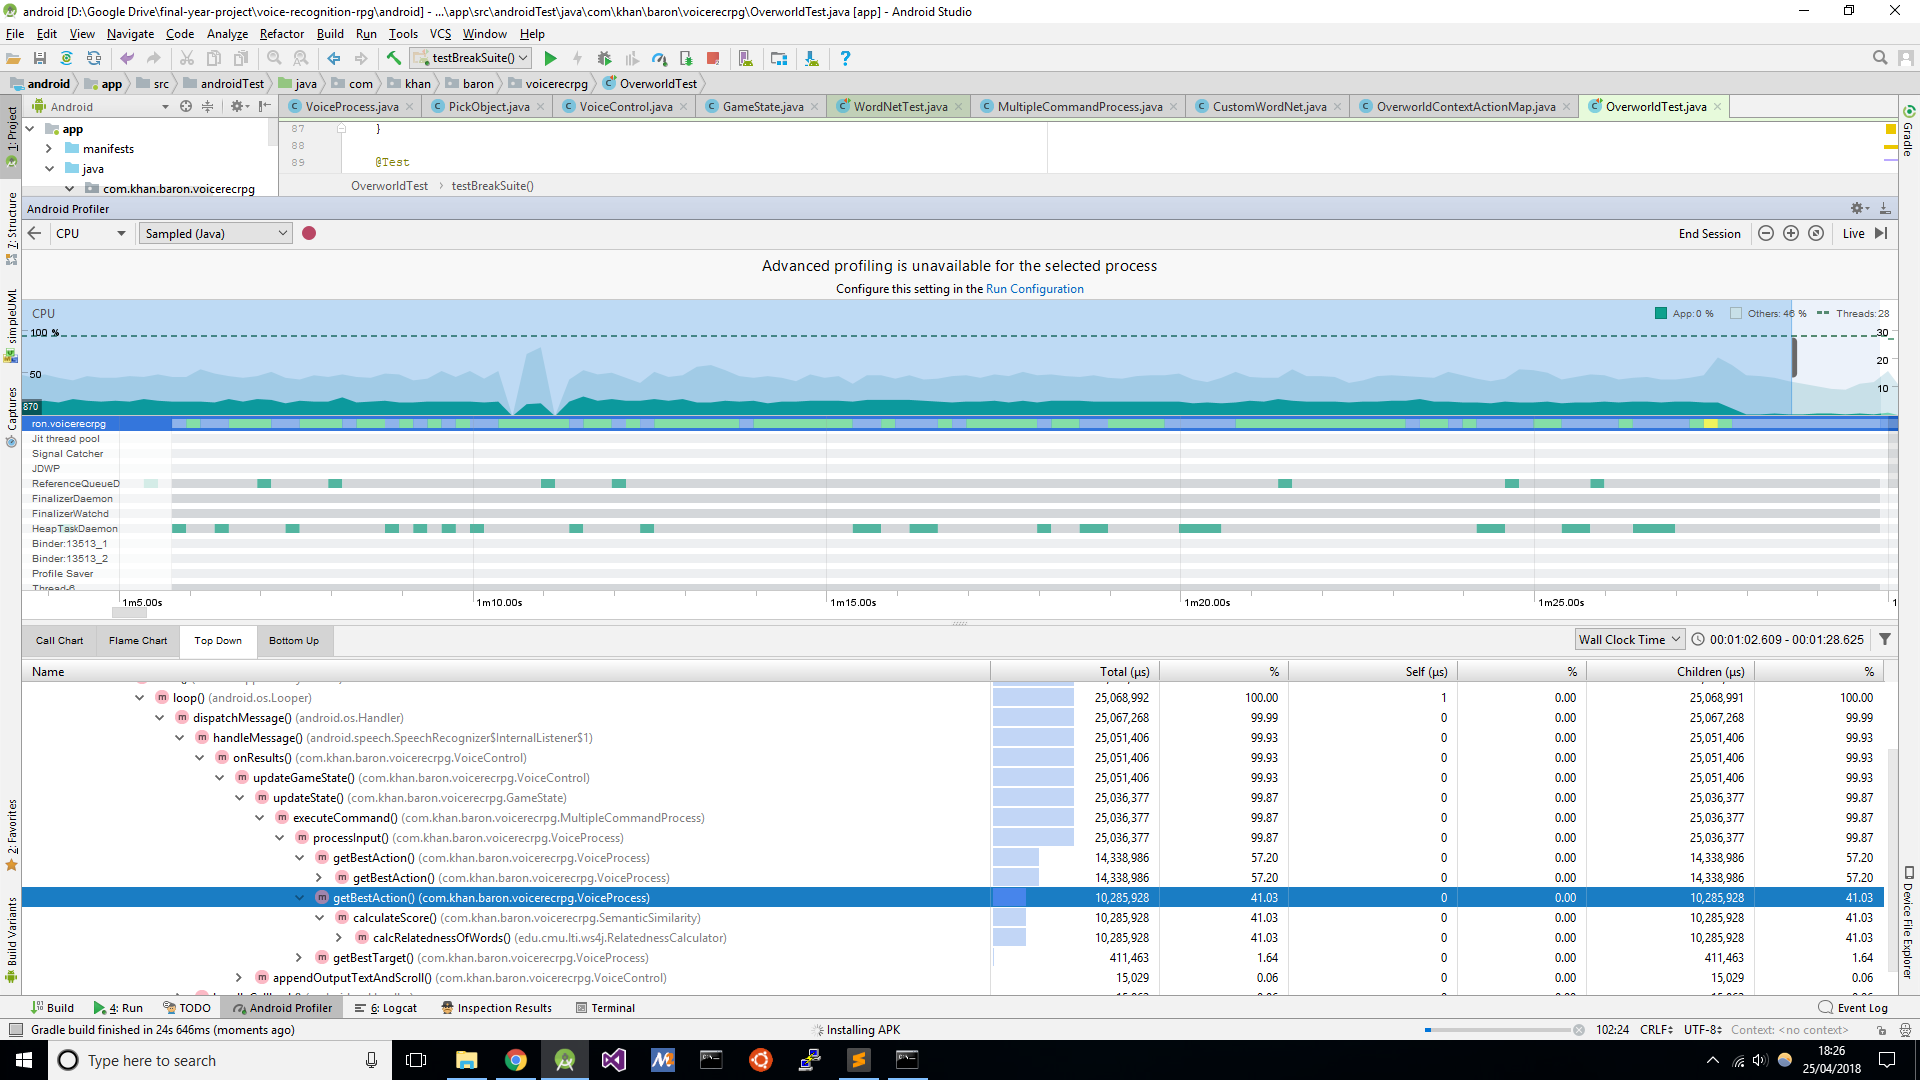 android [D:\Google Drive\final-year-project\voice-recognition-rpg\android] - ...\app\src\androidTest\java\com\khan\baron\voicerecrpg\OverworldTest.java [app] - Android Studio
File Edit View Navigate Code Analyze Refactor Build Run Tools VCS Window Help
testBreakSuite()
android app src androidTest java com khan baron voicerecrpg OverworldTest
Android VoiceProcess.java PickObject.java VoiceControl.java GameState.java WordNetTest.java MultipleCommandProcess.java CustomWordNet.java OverworldContextActionMap.java OverworldTest.java
1: Project
7: Structure
simpleUML
Captures
2: Favorites
Build Variants
Gradle
Device File Explorer
app
manifests
java
com.khan.baron.voicerecrpg
87 }
88
89 @Test
OverworldTest › testBreakSuite()
Android Profiler
CPU Sampled (Java) End Session Live
Advanced profiling is unavailable for the selected process
Configure this setting in the Run Configuration
CPU App: 0 % Others: 46 % Threads: 28
100 % 30
50 20
10
870
ron.voicerecrpg
Jit thread pool
Signal Catcher
JDWP
ReferenceQueueD
FinalizerDaemon
FinalizerWatchd
HeapTaskDaemon
Binder:13513_1
Binder:13513_2
Profile Saver
Thread-6
1m5.00s 1m10.00s 1m15.00s 1m20.00s 1m25.00s
Call Chart Flame Chart Top Down Bottom Up Wall Clock Time 00:01:02.609 - 00:01:28.625
Name Total (µs) % Self (µs) % Children (µs) %
loop() (android.os.Looper) 25,068,992 100.00 1 0.00 25,068,991 100.00
dispatchMessage() (android.os.Handler) 25,067,268 99.99 0 0.00 25,067,268 99.99
handleMessage() (android.speech.SpeechRecognizer$InternalListener$1) 25,051,406 99.93 0 0.00 25,051,406 99.93
onResults() (com.khan.baron.voicerecrpg.VoiceControl) 25,051,406 99.93 0 0.00 25,051,406 99.93
updateGameState() (com.khan.baron.voicerecrpg.VoiceControl) 25,051,406 99.93 0 0.00 25,051,406 99.93
updateState() (com.khan.baron.voicerecrpg.GameState) 25,036,377 99.87 0 0.00 25,036,377 99.87
executeCommand() (com.khan.baron.voicerecrpg.MultipleCommandProcess) 25,036,377 99.87 0 0.00 25,036,377 99.87
processInput() (com.khan.baron.voicerecrpg.VoiceProcess) 25,036,377 99.87 0 0.00 25,036,377 99.87
getBestAction() (com.khan.baron.voicerecrpg.VoiceProcess) 14,338,986 57.20 0 0.00 14,338,986 57.20
getBestAction() (com.khan.baron.voicerecrpg.VoiceProcess) 14,338,986 57.20 0 0.00 14,338,986 57.20
getBestAction() (com.khan.baron.voicerecrpg.VoiceProcess) 10,285,928 41.03 0 0.00 10,285,928 41.03
calculateScore() (com.khan.baron.voicerecrpg.SemanticSimilarity) 10,285,928 41.03 0 0.00 10,285,928 41.03
calcRelatednessOfWords() (edu.cmu.lti.ws4j.RelatednessCalculator) 10,285,928 41.03 0 0.00 10,285,928 41.03
getBestTarget() (com.khan.baron.voicerecrpg.VoiceProcess) 411,463 1.64 0 0.00 411,463 1.64
appendOutputTextAndScroll() (com.khan.baron.voicerecrpg.VoiceControl) 15,029 0.06 0 0.00 15,029 0.06
Build 4: Run TODO Android Profiler 6: Logcat Inspection Results Terminal Event Log
Gradle build finished in 24s 646ms (moments ago) Installing APK 102:24 CRLF UTF-8 Context: <no context>
Type here to search 18:26
25/04/2018